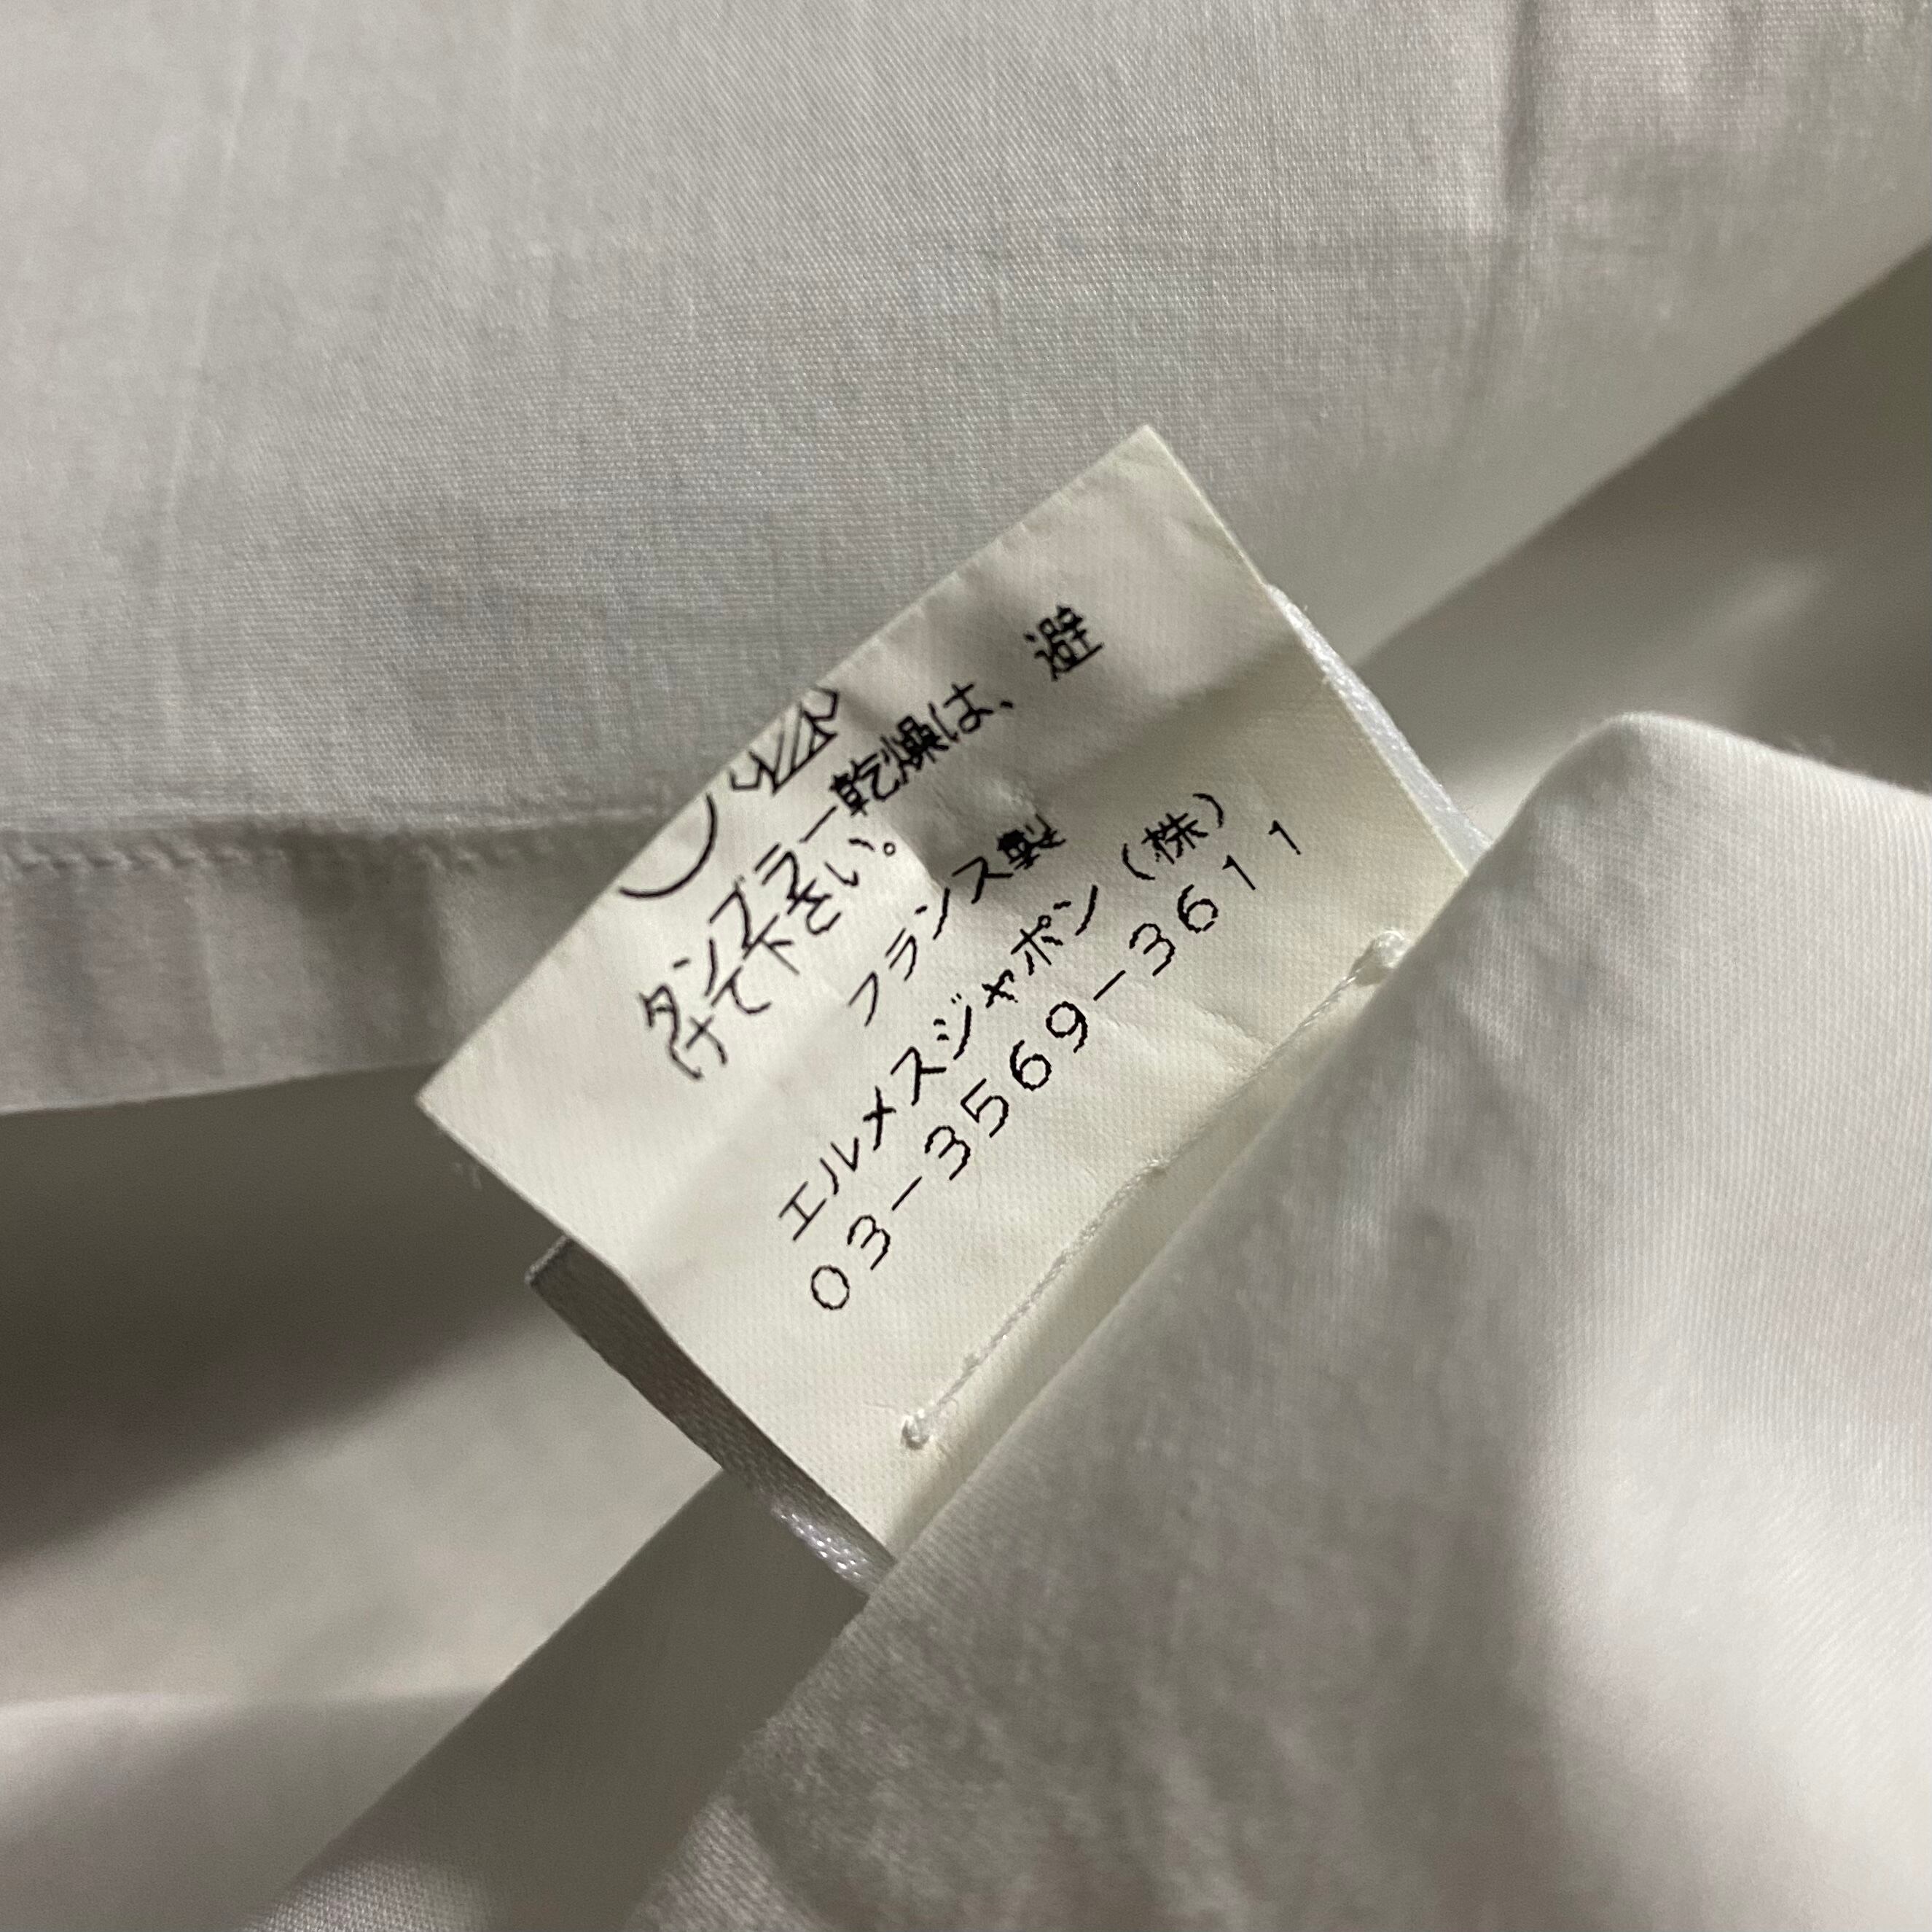 タンブラー乾燥は、避
けて下さい。
フランス製
エルメスジャポン（株）
03-3569-3611